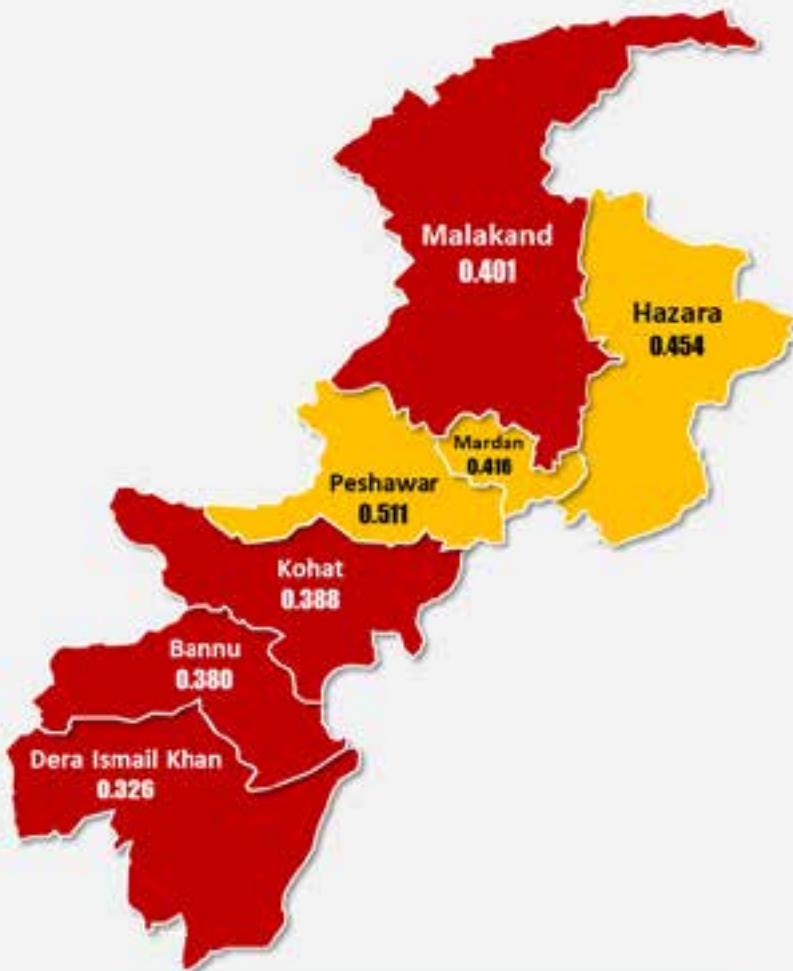 Malakand
0.401
Hazara
0.454
Mardan
0.416
Peshawar
0.511
Kohat
0.388
Bannu
0.380
Dera Ismail Khan
0.326